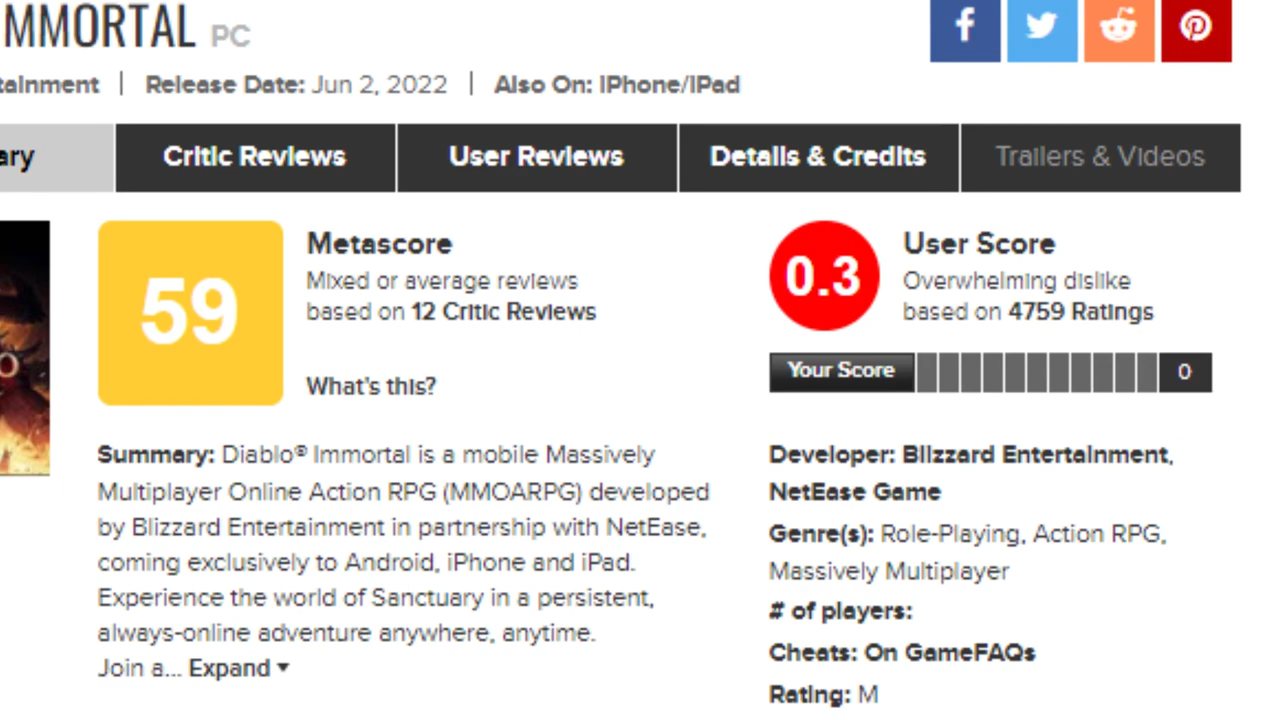 IMMORTAL PC
tainment | Release Date: Jun 2, 2022 | Also On: iPhone/iPad
ary
Critic Reviews
User Reviews
Details & Credits
Trailers & Videos
59
Metascore
Mixed or average reviews
based on 12 Critic Reviews
What's this?
0.3
User Score
Overwhelming dislike
based on 4759 Ratings
Your Score
0
Summary: Diablo® Immortal is a mobile Massively
Multiplayer Online Action RPG (MMOARPG) developed
by Blizzard Entertainment in partnership with NetEase,
coming exclusively to Android, iPhone and iPad.
Experience the world of Sanctuary in a persistent,
always-online adventure anywhere, anytime.
Join a... Expand ▾
Developer: Blizzard Entertainment,
NetEase Game
Genre(s): Role-Playing, Action RPG,
Massively Multiplayer
# of players:
Cheats: On GameFAQs
Rating: M